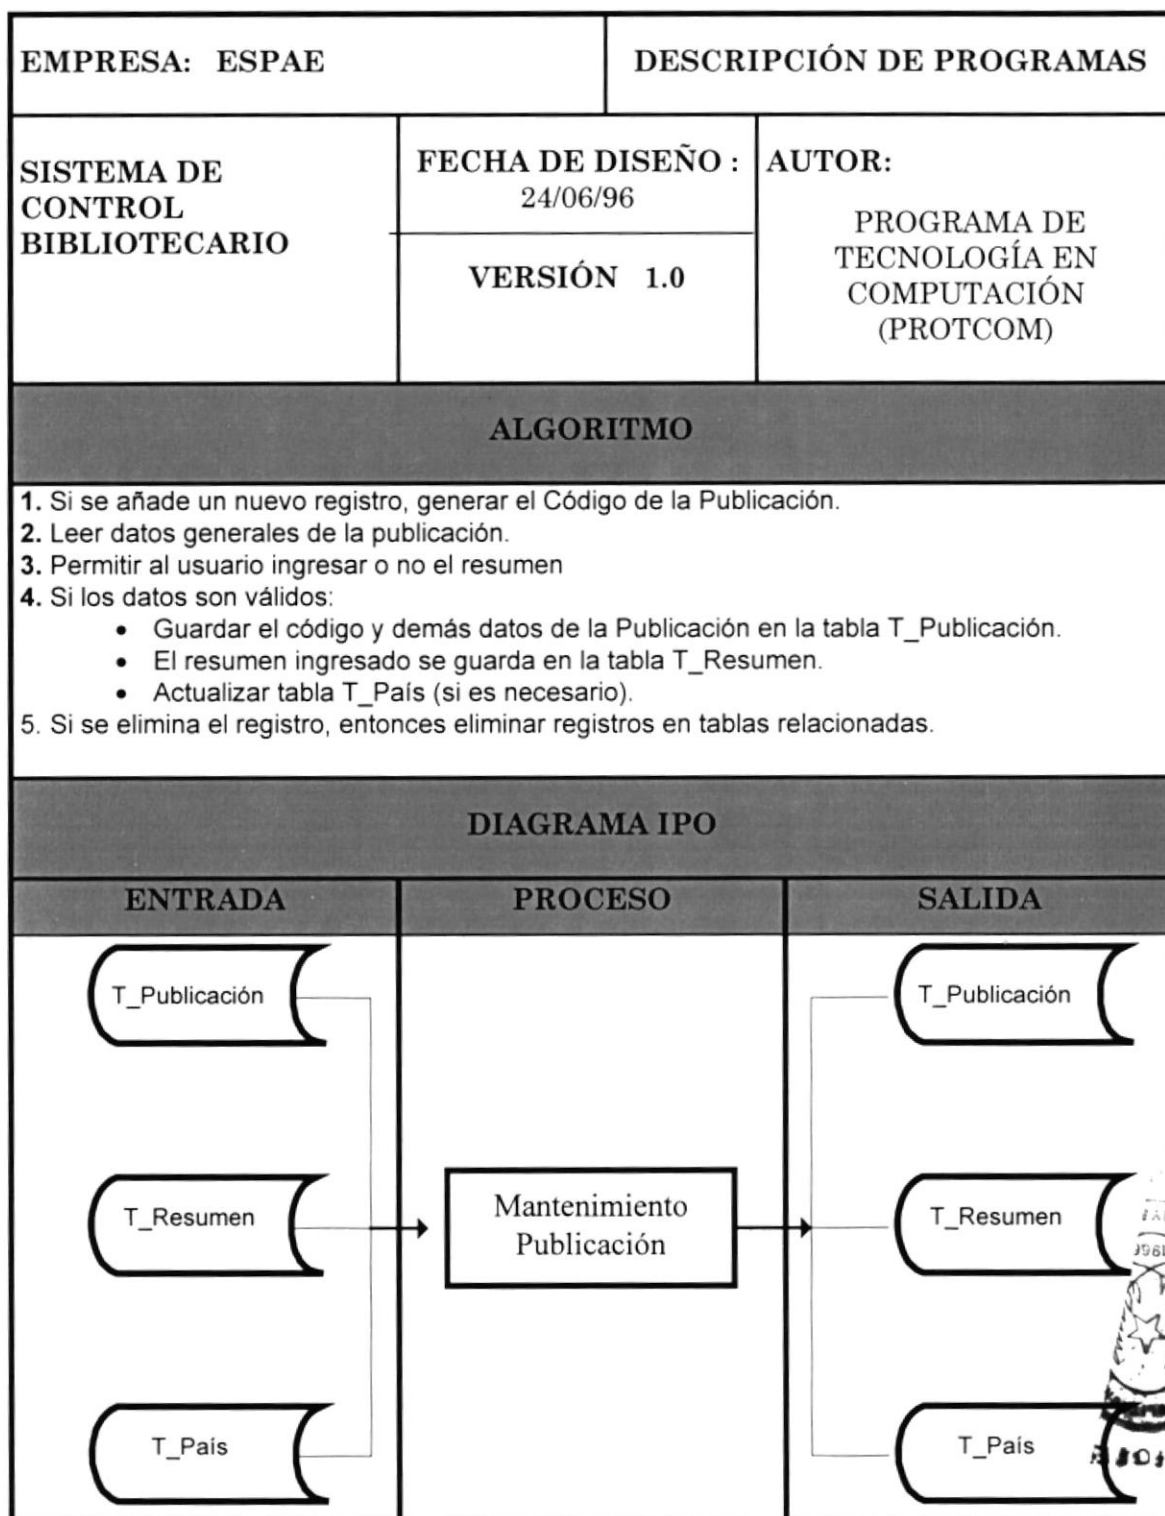 EMPRESA: ESPAE
DESCRIPCIÓN DE PROGRAMAS
SISTEMA DE
CONTROL
BIBLIOTECARIO
FECHA DE DISEÑO :
24/06/96
VERSIÓN 1.0
AUTOR:
PROGRAMA DE
TECNOLOGÍA EN
COMPUTACIÓN
(PROTCOM)
ALGORITMO
1. Si se añade un nuevo registro, generar el Código de la Publicación.
2. Leer datos generales de la publicación.
3. Permitir al usuario ingresar o no el resumen
4. Si los datos son válidos:
• Guardar el código y demás datos de la Publicación en la tabla T_Publicación.
• El resumen ingresado se guarda en la tabla T_Resumen.
• Actualizar tabla T_País (si es necesario).
5. Si se elimina el registro, entonces eliminar registros en tablas relacionadas.
DIAGRAMA IPO
ENTRADA
PROCESO
SALIDA
T_Publicación
T_Publicación
T_Resumen
Mantenimiento
Publicación
T_Resumen
T_País
T_País